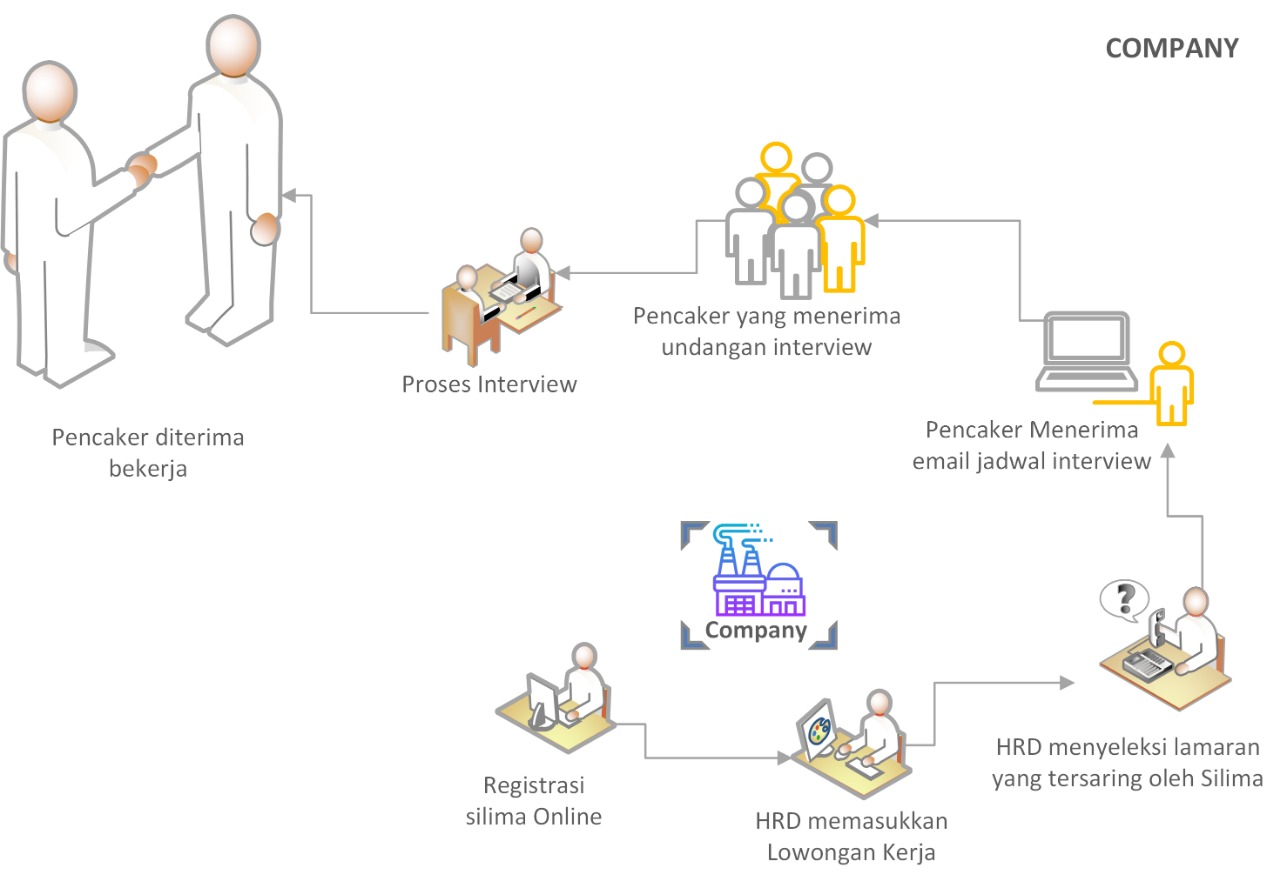 COMPANY
Pencaker yang menerima
undangan interview
Proses Interview
Pencaker diterima
bekerja
Pencaker Menerima
email jadwal interview
Company
?
Registrasi
silima Online
HRD memasukkan
Lowongan Kerja
HRD menyeleksi lamaran
yang tersaring oleh Silima